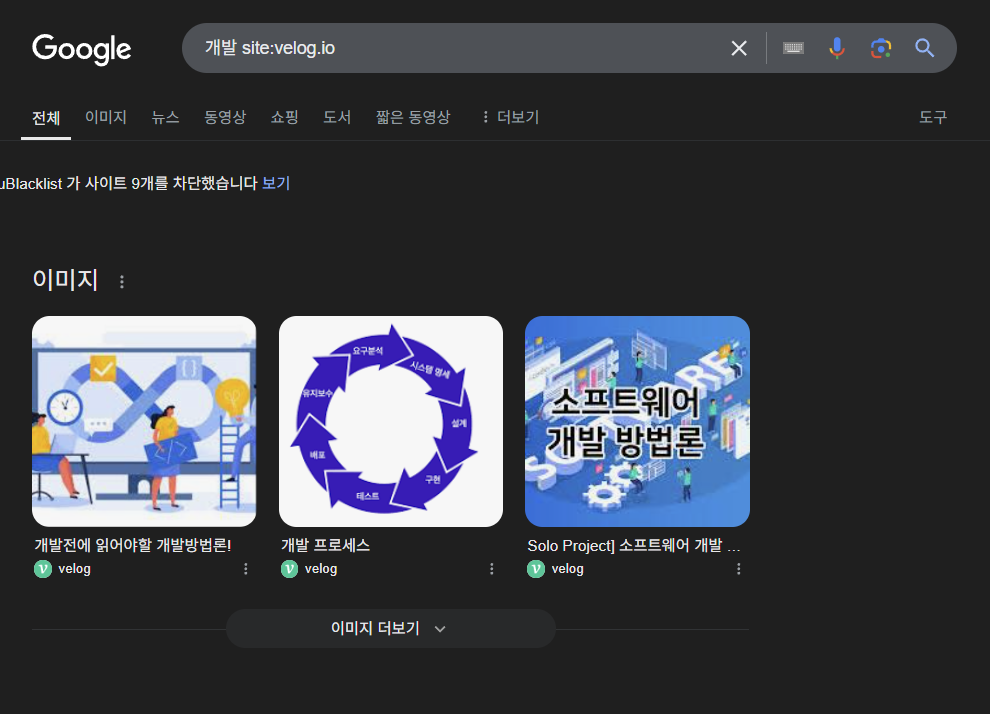 Google
개발 site:velog.io
전체 이미지 뉴스 동영상 쇼핑 도서 짧은 동영상 더보기 도구
uBlacklist 가 사이트 9개를 차단했습니다 보기
이미지
요구분석
시스템 명세
설계
구현
테스트
배포
유지보수
소프트웨어
개발 방법론
개발전에 읽어야할 개발방법론!
velog
개발 프로세스
velog
Solo Project] 소프트웨어 개발 ...
velog
이미지 더보기